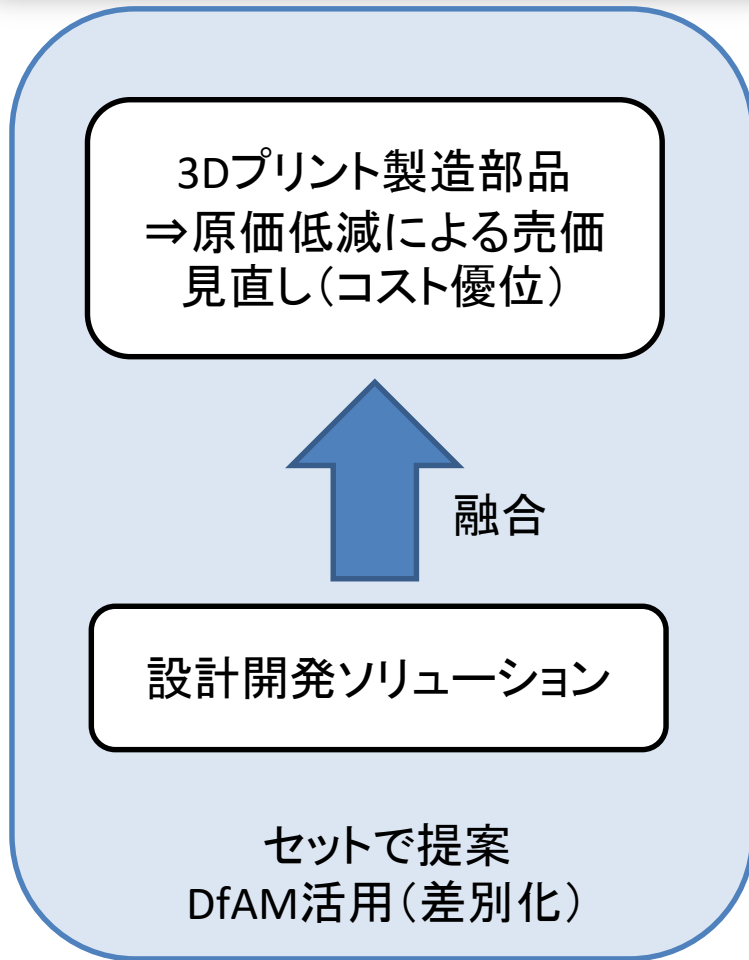 3Dプリント製造部品
⇒原価低減による売価
見直し（コスト優位）
融合
設計開発ソリューション
セットで提案
DfAM活用（差別化）